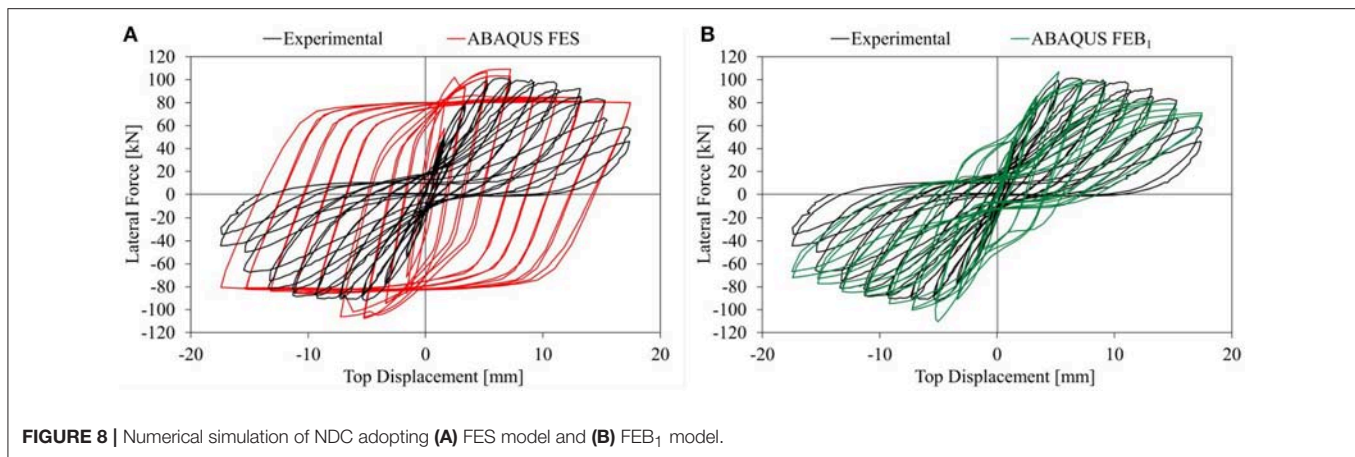 A
Experimental
ABAQUS FES
120
100
80
60
40
20
0
-20
-40
-60
-80
-100
-120
Lateral Force [kN]
-20 -10 0 10 20
Top Displacement [mm]
B
Experimental
ABAQUS FEB₁
120
100
80
60
40
20
0
-20
-40
-60
-80
-100
-120
Lateral Force [kN]
-20 -10 0 10 20
Top Displacement [mm]
FIGURE 8 | Numerical simulation of NDC adopting (A) FES model and (B) FEB₁ model.